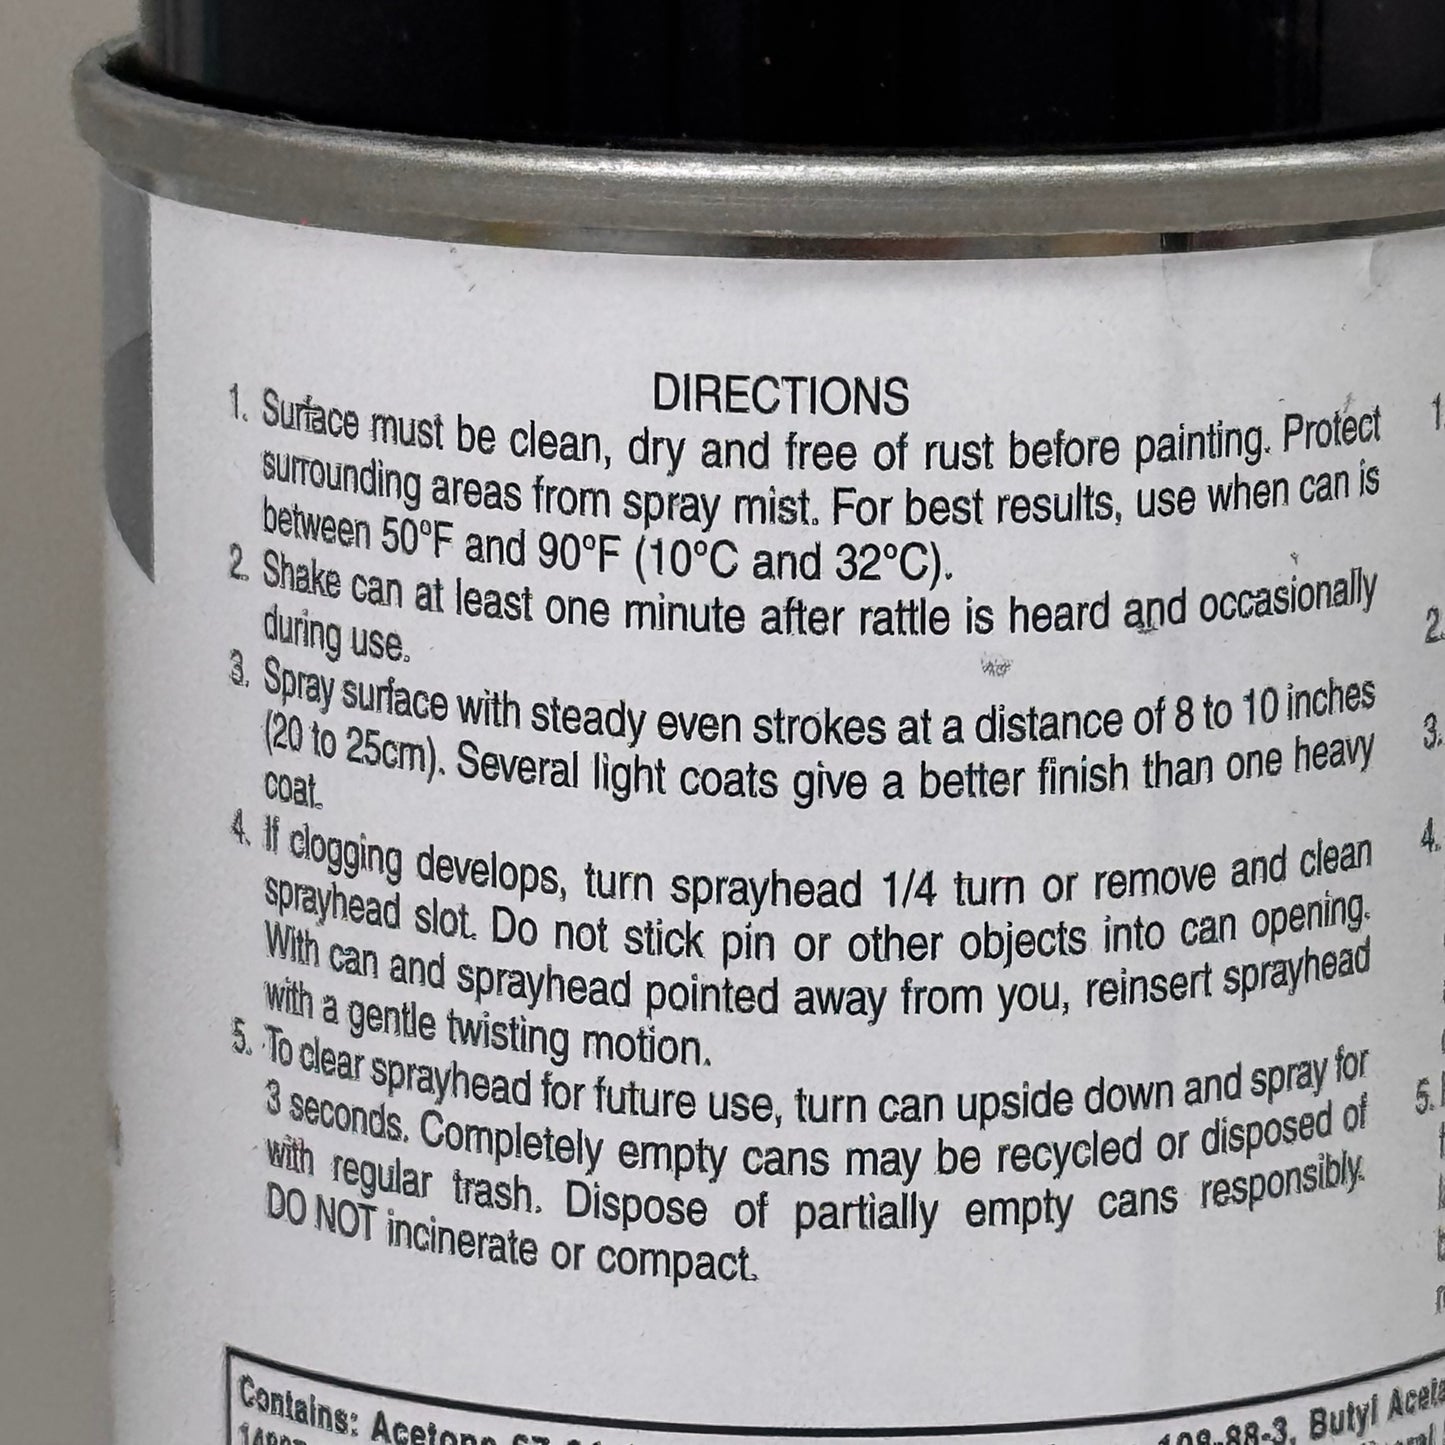 DIRECTIONS
1. Surface must be clean, dry and free of rust before painting. Protect
surrounding areas from spray mist. For best results, use when can is
between 50°F and 90°F (10°C and 32°C).
2. Shake can at least one minute after rattle is heard and occasionally
during use.
3. Spray surface with steady even strokes at a distance of 8 to 10 inches
(20 to 25cm). Several light coats give a better finish than one heavy
coat.
4. If clogging develops, turn sprayhead 1/4 turn or remove and clean
sprayhead slot. Do not stick pin or other objects into can opening.
With can and sprayhead pointed away from you, reinsert sprayhead
with a gentle twisting motion.
5. To clear sprayhead for future use, turn can upside down and spray for
3 seconds. Completely empty cans may be recycled or disposed of
with regular trash. Dispose of partially empty cans responsibly.
DO NOT incinerate or compact.
Contains: Acetone Butyl
1.
2.
3.
4.
5.